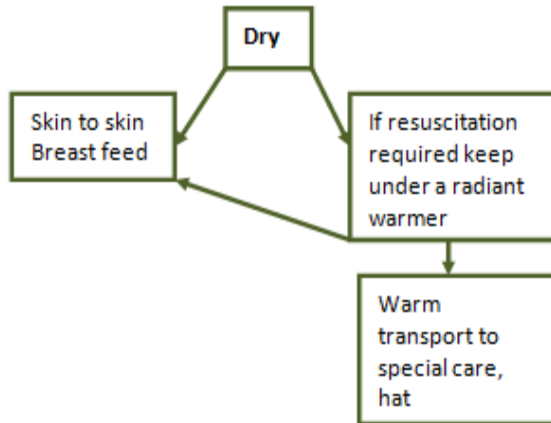 Dry
Skin to skin
Breast feed
If resuscitation
required keep
under a radiant
warmer
Warm
transport to
special care,
hat